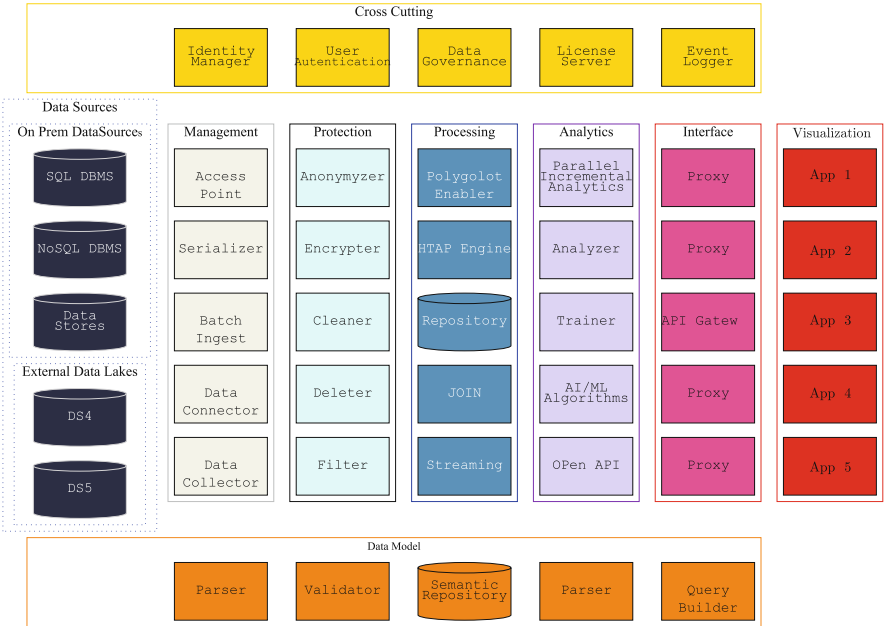 Cross Cutting
Identity
Manager
User
Autentication
Data
Governance
License
Server
Event
Logger
Data Sources
On Prem DataSources
SQL DBMS
NoSQL DBMS
Data
Stores
External Data Lakes
DS4
DS5
Management
Access
Point
Serializer
Batch
Ingest
Data
Connector
Data
Collector
Protection
Anonymyzer
Encrypter
Cleaner
Deleter
Filter
Processing
Polygolot
Enabler
HTAP Engine
Repository
JOIN
Streaming
Analytics
Parallel
Incremental
Analytics
Analyzer
Trainer
AI/ML
Algorithms
OPen API
Interface
Proxy
Proxy
API Gatew
Proxy
Proxy
Visualization
App 1
App 2
App 3
App 4
App 5
Data Model
Parser
Validator
Semantic
Repository
Parser
Query
Builder